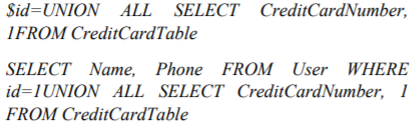 $id=UNION ALL SELECT CreditCardNumber,
1FROM CreditCardTable
SELECT Name, Phone FROM User WHERE
id=1UNION ALL SELECT CreditCardNumber, 1
FROM CreditCardTable